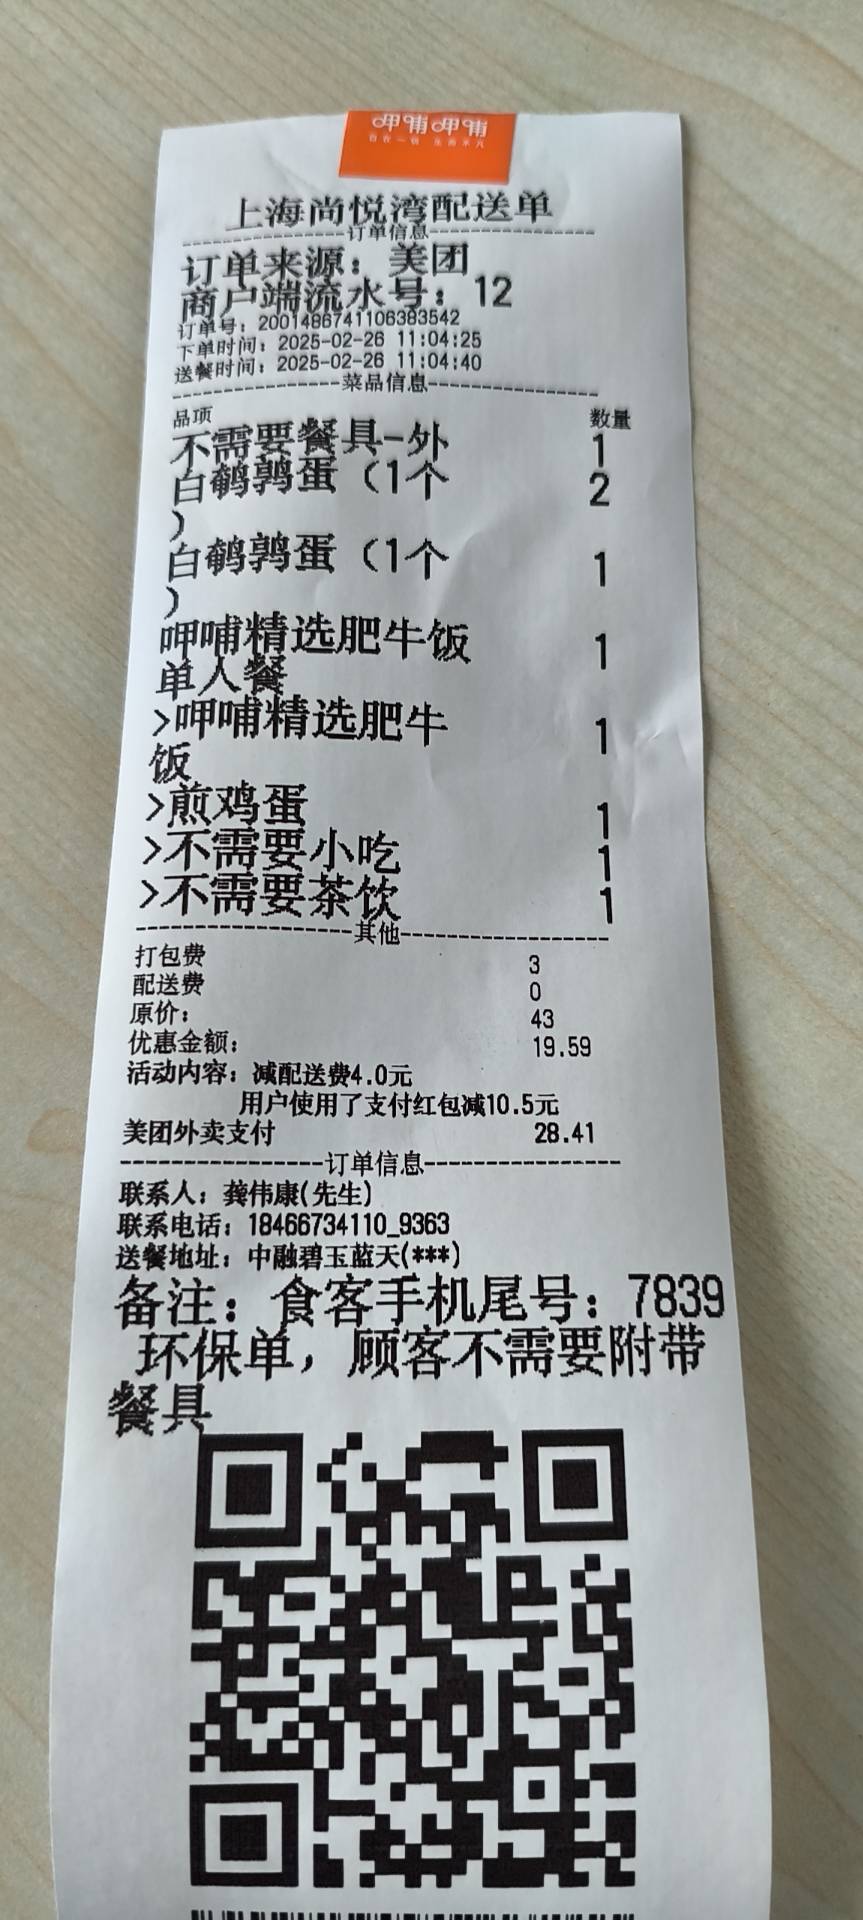 呷哺呷哺
上海尚悦湾配送单
------------------订单信息------------------
订单来源：美团
商户端流水号：12
订单号：2001486741106383542
下单时间：2025-02-26 11:04:25
送餐时间：2025-02-26 11:04:40
------------------菜品信息------------------
品项 数量
不需要餐具-外 1
白鹌鹑蛋（1个 2
）
白鹌鹑蛋（1个 1
）
呷哺精选肥牛饭 1
单人餐
>呷哺精选肥牛 1
饭
>煎鸡蛋 1
>不需要小吃 1
>不需要茶饮 1
--------------------其他--------------------
打包费 3
配送费 0
原价： 43
优惠金额： 19.59
活动内容：减配送费4.0元
用户使用了支付红包减10.5元
美团外卖支付 28.41
------------------订单信息------------------
联系人：龚伟康(先生)
联系电话：18466734110_9363
送餐地址：中融碧玉蓝天(***)
备注：食客手机尾号：7839
环保单，顾客不需要附带
餐具